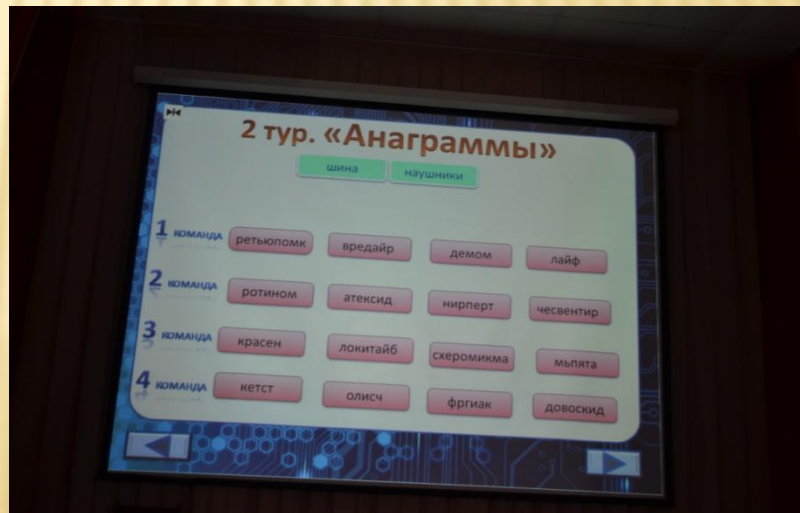 2 тур. «Анаграммы»
шина наушники
1 КОМАНДА ретьюпомк вредайр демом лайф
2 КОМАНДА ротином атексид нирперт чесвентир
3 КОМАНДА красен локитайб схеромикма мьпята
4 КОМАНДА кетст олисч фргиак довоскид